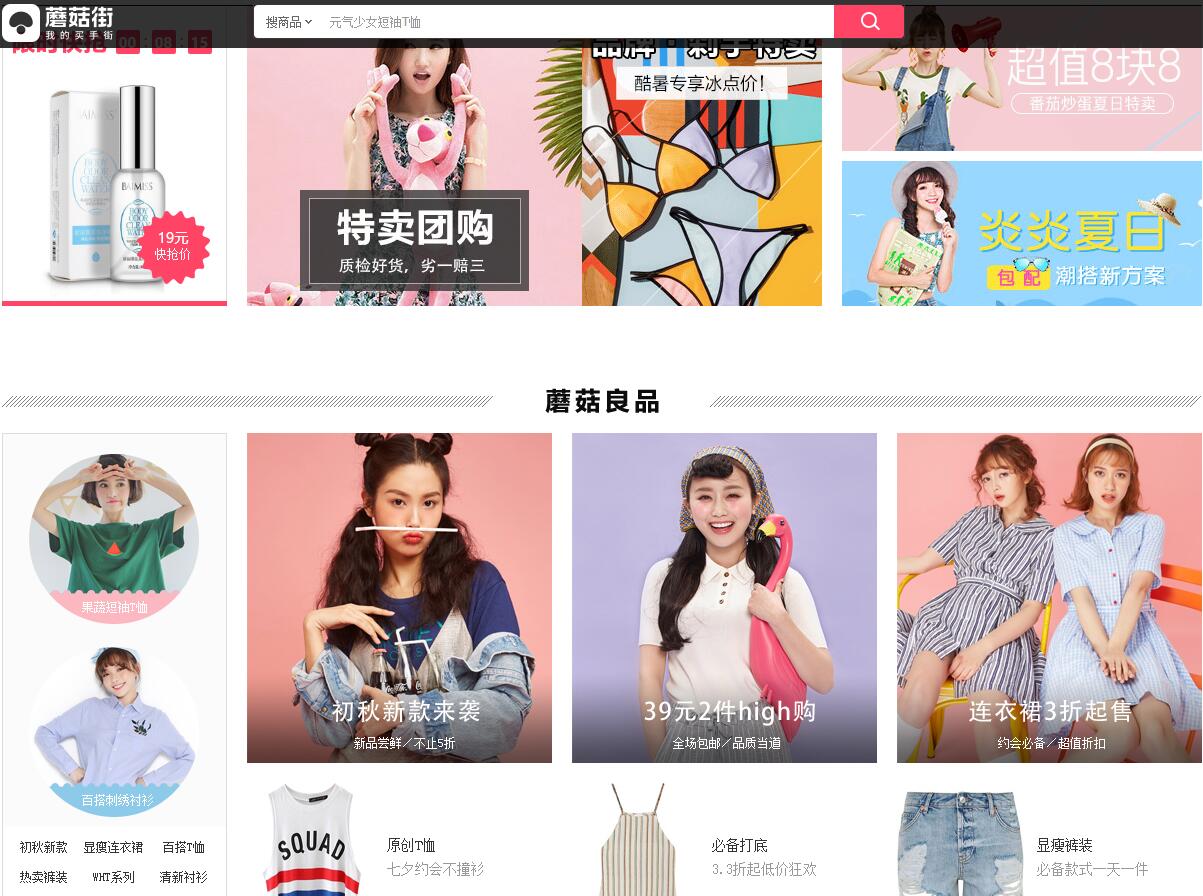 蘑菇街
我的买手街
搜商品
元气少女短袖T恤
限时快抢 00 : 08 : 15
BAIMISS
BODY
ODOR
CLEAN
WATER
19元
快抢价
特卖团购
质检好货，劣一赔三
品牌·剁手特卖
酷暑专享冰点价！
超值8块8
番茄炒蛋夏日特卖
炎炎夏日
包配 潮搭新方案
蘑菇良品
果蔬短袖T恤
百搭刺绣衬衫
初秋新款 显瘦连衣裙 百搭T恤
热卖裤装 WHT系列 清新衬衫
初秋新款来袭
新品尝鲜／不止5折
39元2件high购
全场包邮／品质当道
连衣裙3折起售
约会必备／超值折扣
SQUAD
原创T恤
七夕约会不撞衫
必备打底
3.3折起低价狂欢
显瘦裤装
必备款式一天一件